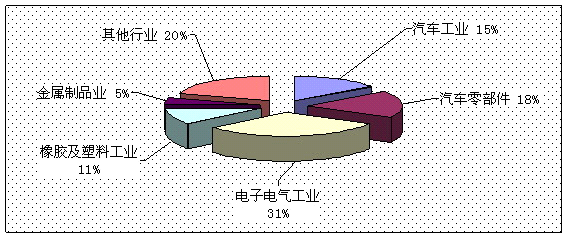 其他行业 20%
汽车工业 15%
金属制品业 5%
汽车零部件 18%
橡胶及塑料工业
11%
电子电气工业
31%